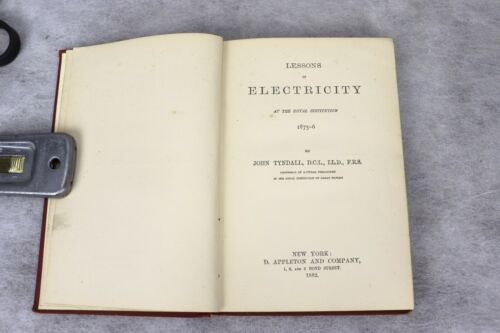 LESSONS
IN
ELECTRICITY
AT THE ROYAL INSTITUTION
1875-6
BY
JOHN TYNDALL, D.C.L., LL.D., F.R.S.
PROFESSOR OF NATURAL PHILOSOPHY
IN THE ROYAL INSTITUTION OF GREAT BRITAIN
NEW YORK:
D. APPLETON AND COMPANY,
1, 3, AND 5 BOND STREET.
1882.